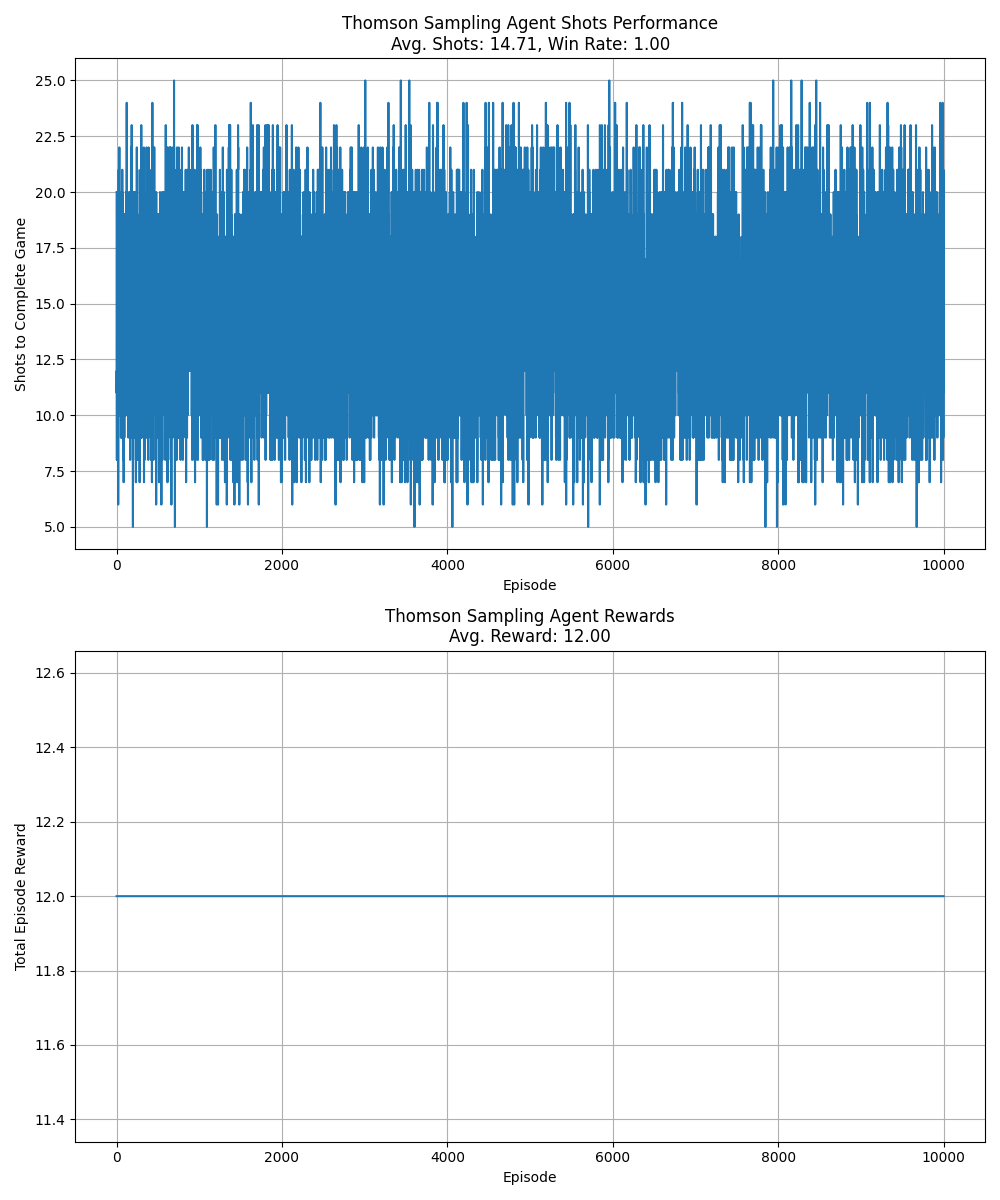 Thomson Sampling Agent Shots Performance
Avg. Shots: 14.71, Win Rate: 1.00
25.0
22.5
20.0
17.5
15.0
12.5
10.0
7.5
5.0
Shots to Complete Game
0 2000 4000 6000 8000 10000
Episode
Thomson Sampling Agent Rewards
Avg. Reward: 12.00
12.6
12.4
12.2
12.0
11.8
11.6
11.4
Total Episode Reward
0 2000 4000 6000 8000 10000
Episode